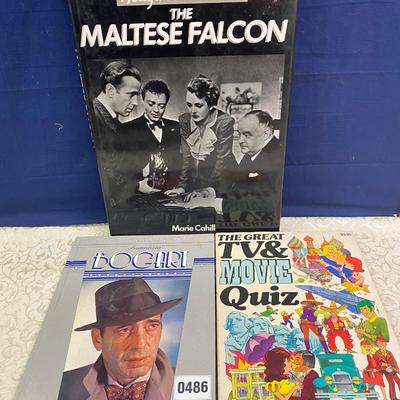 THE
MALTESE FALCON
Marie Cahill
BOGART
0486
THE GREAT
TV &
MOVIE
Quiz